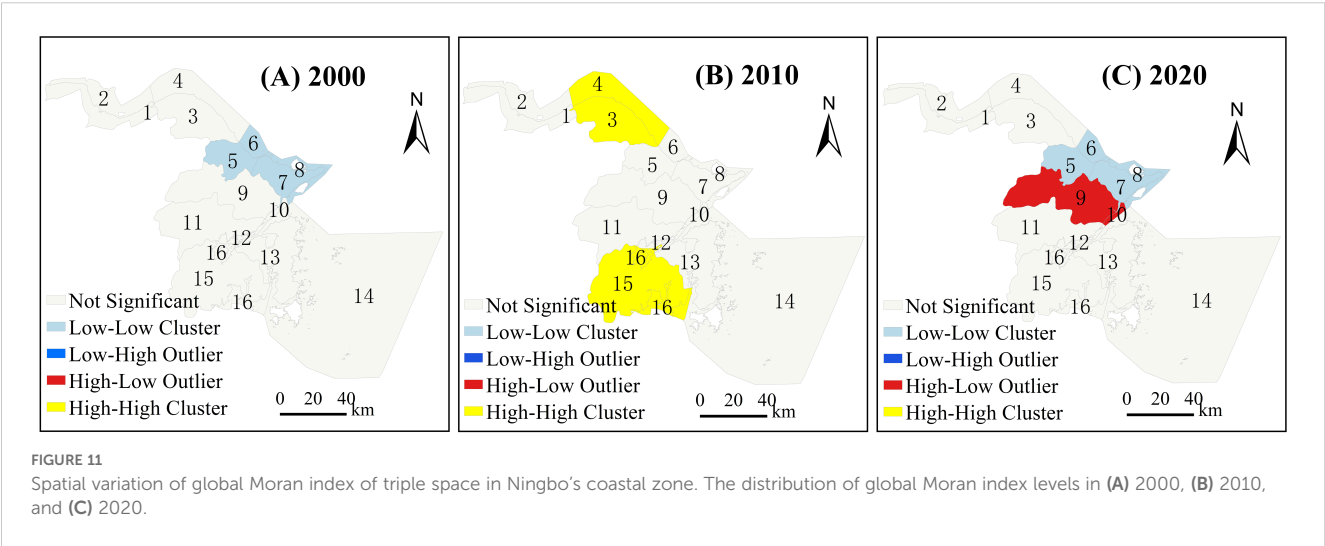 (A) 2000
N
4
2
1
3
6
5
8
7
9
10
11
12
16
13
15
14
16
Not Significant
Low-Low Cluster
Low-High Outlier
High-Low Outlier
High-High Cluster
0 20 40
km
(B) 2010
N
4
2
1
3
6
5
8
7
9
10
11
12
16
13
15
14
16
Not Significant
Low-Low Cluster
Low-High Outlier
High-Low Outlier
High-High Cluster
0 20 40
km
(C) 2020
N
4
2
1
3
6
5
8
7
9
10
11
12
16
13
15
14
16
Not Significant
Low-Low Cluster
Low-High Outlier
High-Low Outlier
High-High Cluster
0 20 40
km
FIGURE 11
Spatial variation of global Moran index of triple space in Ningbo's coastal zone. The distribution of global Moran index levels in (A) 2000, (B) 2010,
and (C) 2020.